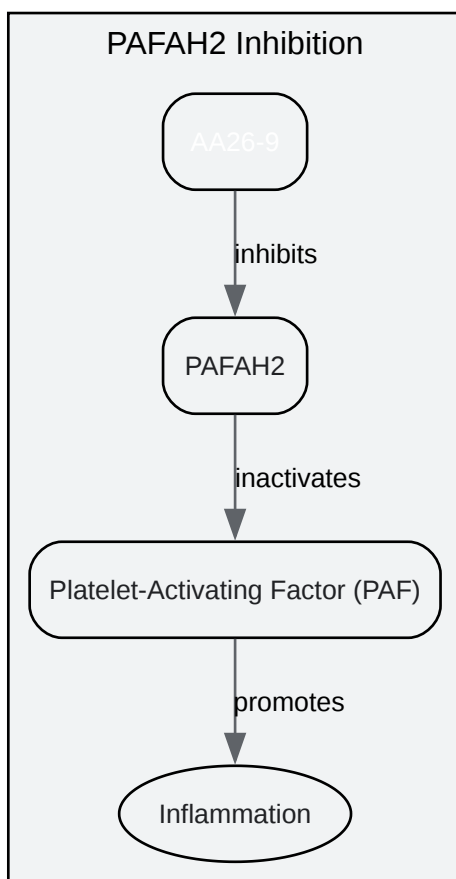 PAFAH2 Inhibition
AA26-9
inhibits
PAFAH2
inactivates
Platelet-Activating Factor (PAF)
promotes
Inflammation